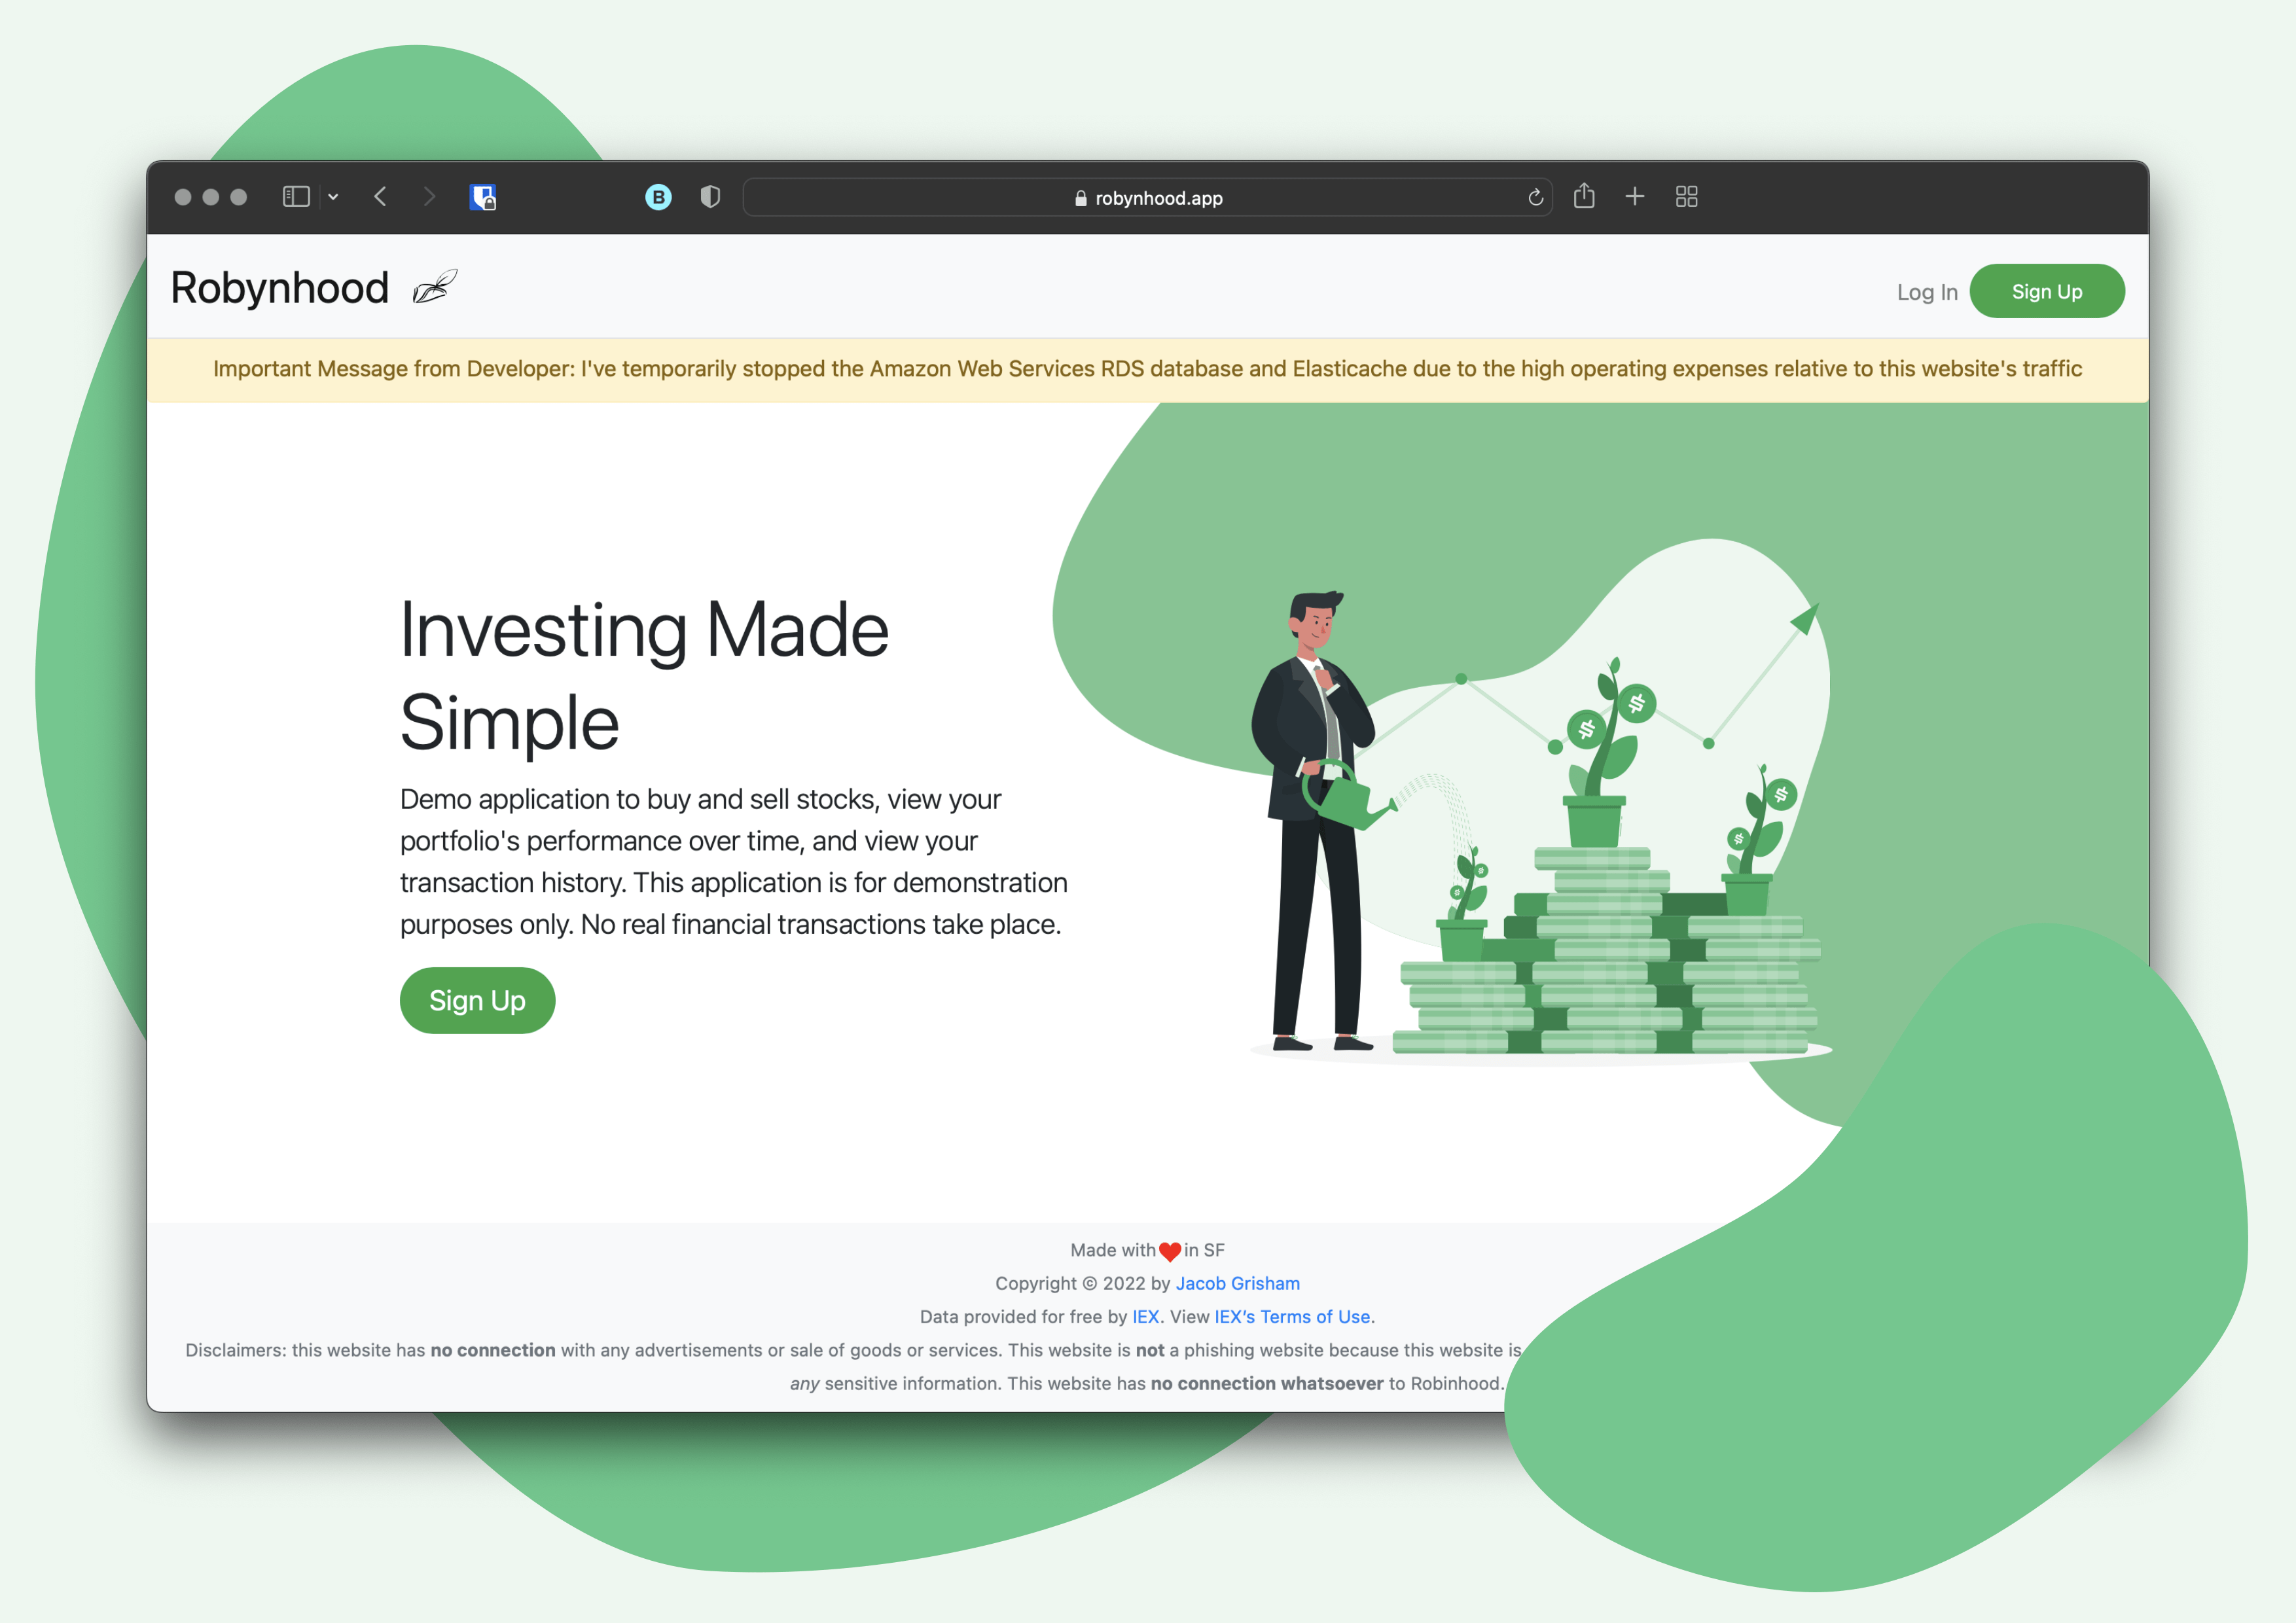 B
robynhood.app
Robynhood
Log In
Sign Up
Important Message from Developer: I've temporarily stopped the Amazon Web Services RDS database and Elasticache due to the high operating expenses relative to this website's traffic
Investing Made
Simple
Demo application to buy and sell stocks, view your
portfolio's performance over time, and view your
transaction history. This application is for demonstration
purposes only. No real financial transactions take place.
Sign Up
$ $
$
$
Made with❤️in SF
Copyright © 2022 by Jacob Grisham
Data provided for free by IEX. View IEX’s Terms of Use.
Disclaimers: this website has no connection with any advertisements or sale of goods or services. This website is not a phishing website because this website is
any sensitive information. This website has no connection whatsoever to Robinhood.